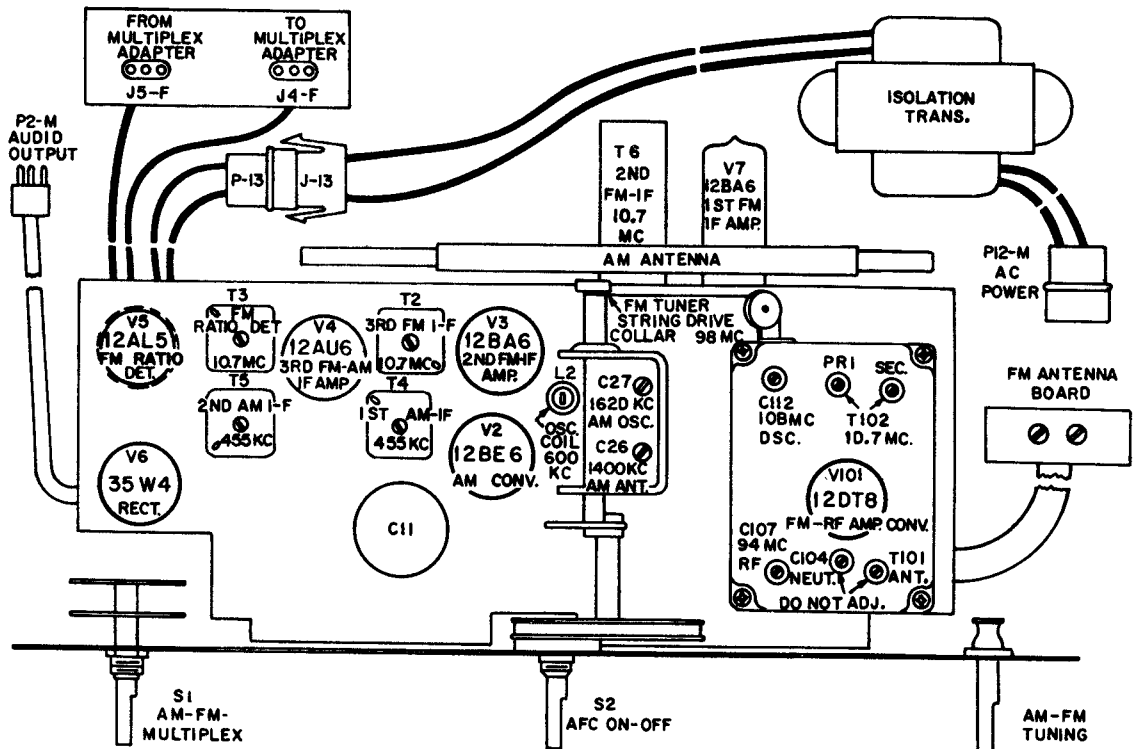 FROM
MULTIPLEX
ADAPTER
J5-F
TO
MULTIPLEX
ADAPTER
J4-F
P2-M
AUDIO
OUTPUT
P-13
J-13
ISOLATION
TRANS.
T6
2ND
FM-IF
10.7
MC
V7
12BA6
1ST FM
IF AMP.
P12-M
AC
POWER
AM ANTENNA
FM TUNER
STRING DRIVE
COLLAR
98 MC
V5
12AL5
FM RATIO
DET.
T3
FM
RATIO DET
10.7MC
V4
12AU6
3RD FM-AM
IF AMP
T2
3RD FM I-F
10.7MC
V3
12BA6
2ND FM-IF
AMP.
T5
2ND AM I-F
455KC
T4
1ST AM-IF
455KC
V2
12BE6
AM CONV.
L2
OSC.
COIL
600
KC
C27
1620 KC
AM OSC.
C26
1400KC
AM ANT.
V6
35W4
RECT.
C11
C112
108MC
OSC.
PRI
SEC.
T102
10.7 MC.
V101
12DT8
FM-RF AMP. CONV.
C107
94 MC
RF
C104
NEUT.
T101
ANT.
DO NOT ADJ.
FM ANTENNA
BOARD
S1
AM-FM-
MULTIPLEX
S2
AFC ON-OFF
AM-FM
TUNING